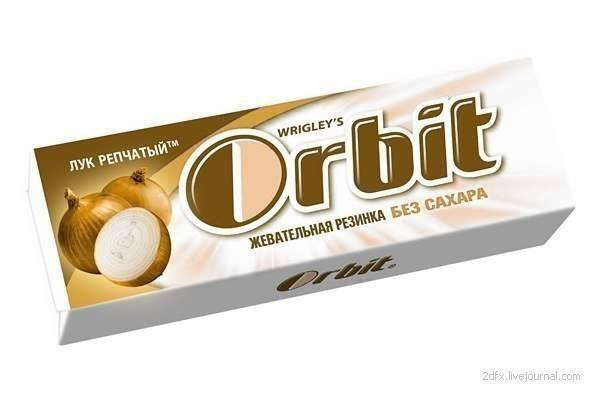 ЛУК РЕПЧАТЫЙ™
WRIGLEY'S
Orbit
ЖЕВАТЕЛЬНАЯ РЕЗИНКА БЕЗ САХАРА
Orbit®
2dfx.livejournal.com